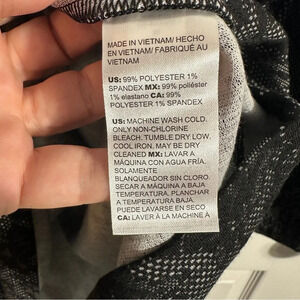 MADE IN VIETNAM/ HECHO
EN VIETNAM/ FABRIQUÉ AU
VIETNAM
US: 99% POLYESTER 1%
SPANDEX MX: 99% poliéster
1% elastano CA: 99%
POLYESTER 1% SPANDEX
US: MACHINE WASH COLD.
ONLY NON-CHLORINE
BLEACH. TUMBLE DRY LOW.
COOL IRON, MAY BE DRY
CLEANED MX: LAVAR A
MÁQUINA CON AGUA FRÍA.
SOLAMENTE
BLANQUEADOR SIN CLORO.
SECAR A MÁQUINA A BAJA
TEMPERATURA. PLANCHAR
A TEMPERATURA BAJA.
PUEDE LAVARSE EN SECO
CA: LAVER À LA MACHINE À